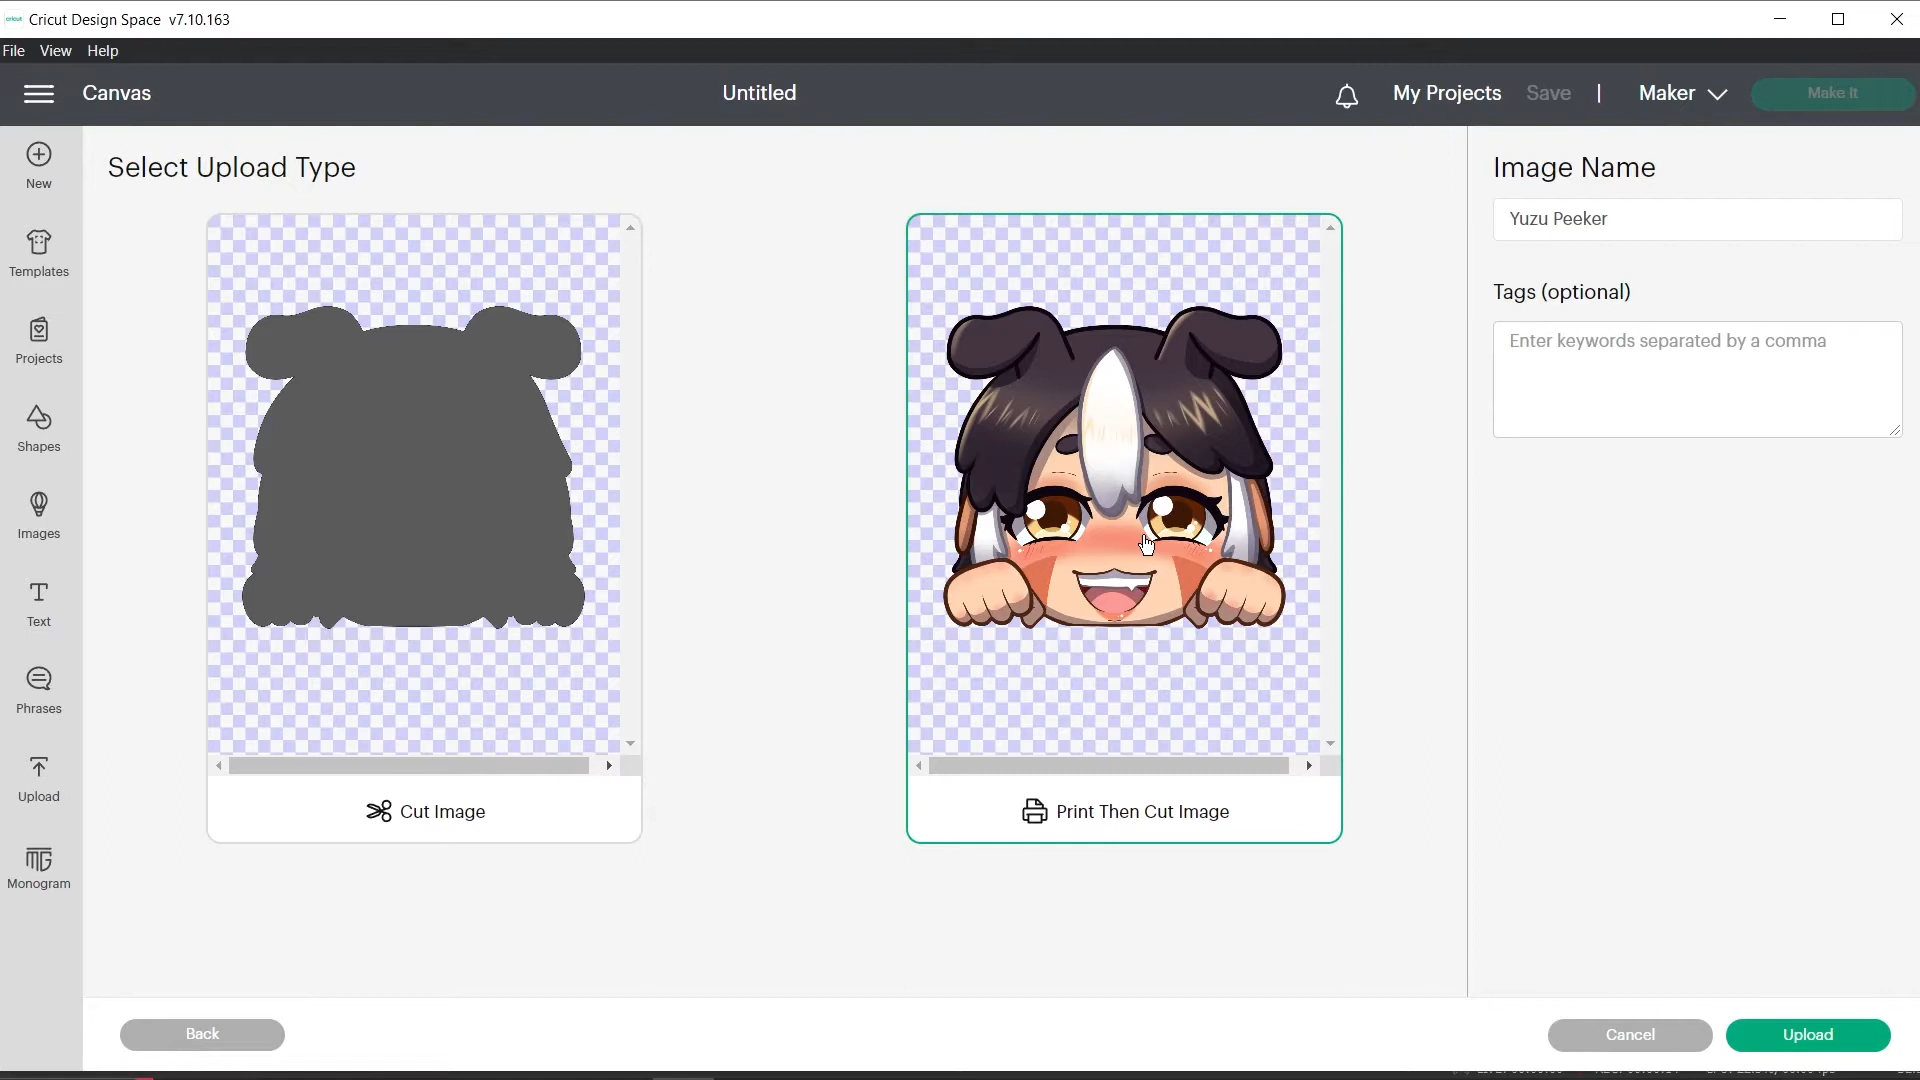 cricut Cricut Design Space v7.10.163
File View Help
Canvas Untitled My Projects Save | Maker Make It
New
Templates
Projects
Shapes
Images
Text
Phrases
Upload
Monogram
Select Upload Type
Cut Image
Print Then Cut Image
Image Name
Yuzu Peeker
Tags (optional)
Enter keywords separated by a comma
Back Cancel Upload